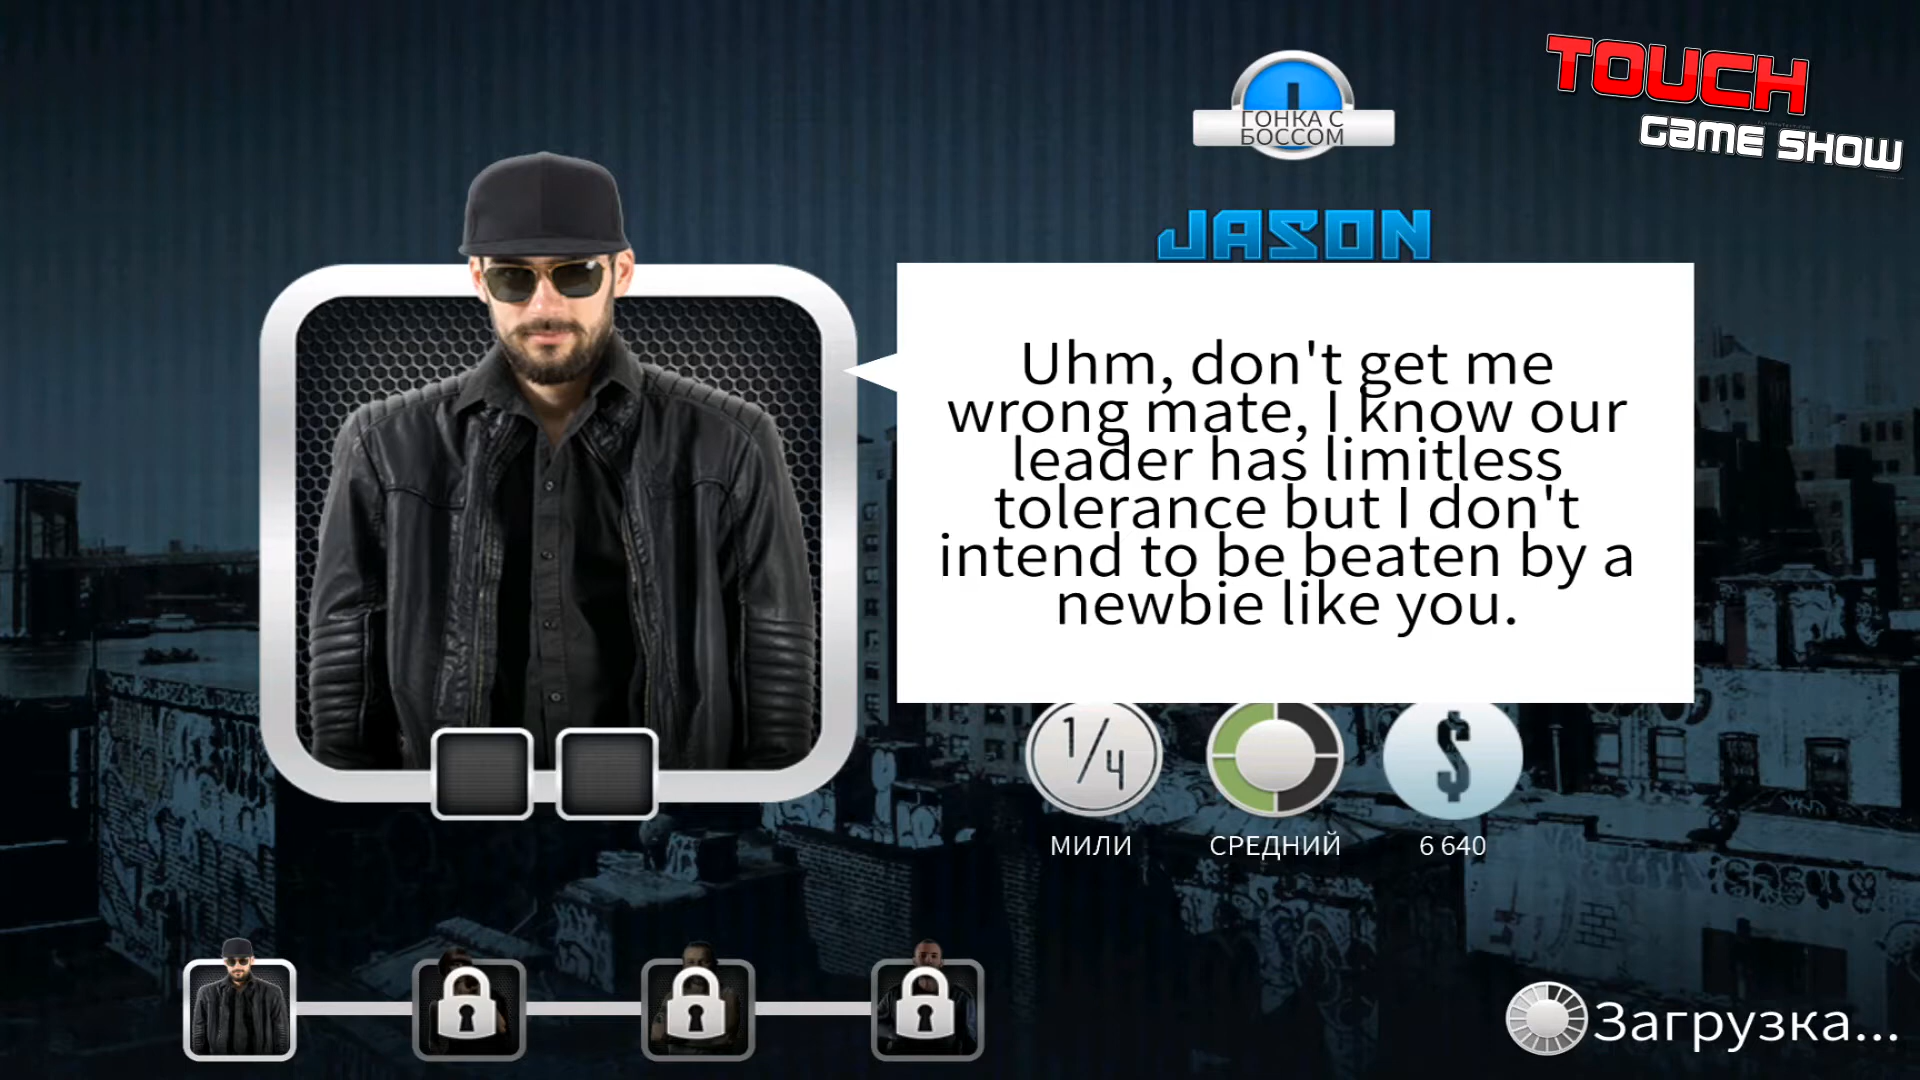 TOUCH
GAME SHOW
ГОНКА С
БОССОМ
JASON
Uhm, don't get me
wrong mate, I know our
leader has limitless
tolerance but I don't
intend to be beaten by a
newbie like you.
1/4
$
МИЛИ
СРЕДНИЙ
6 640
Загрузка...